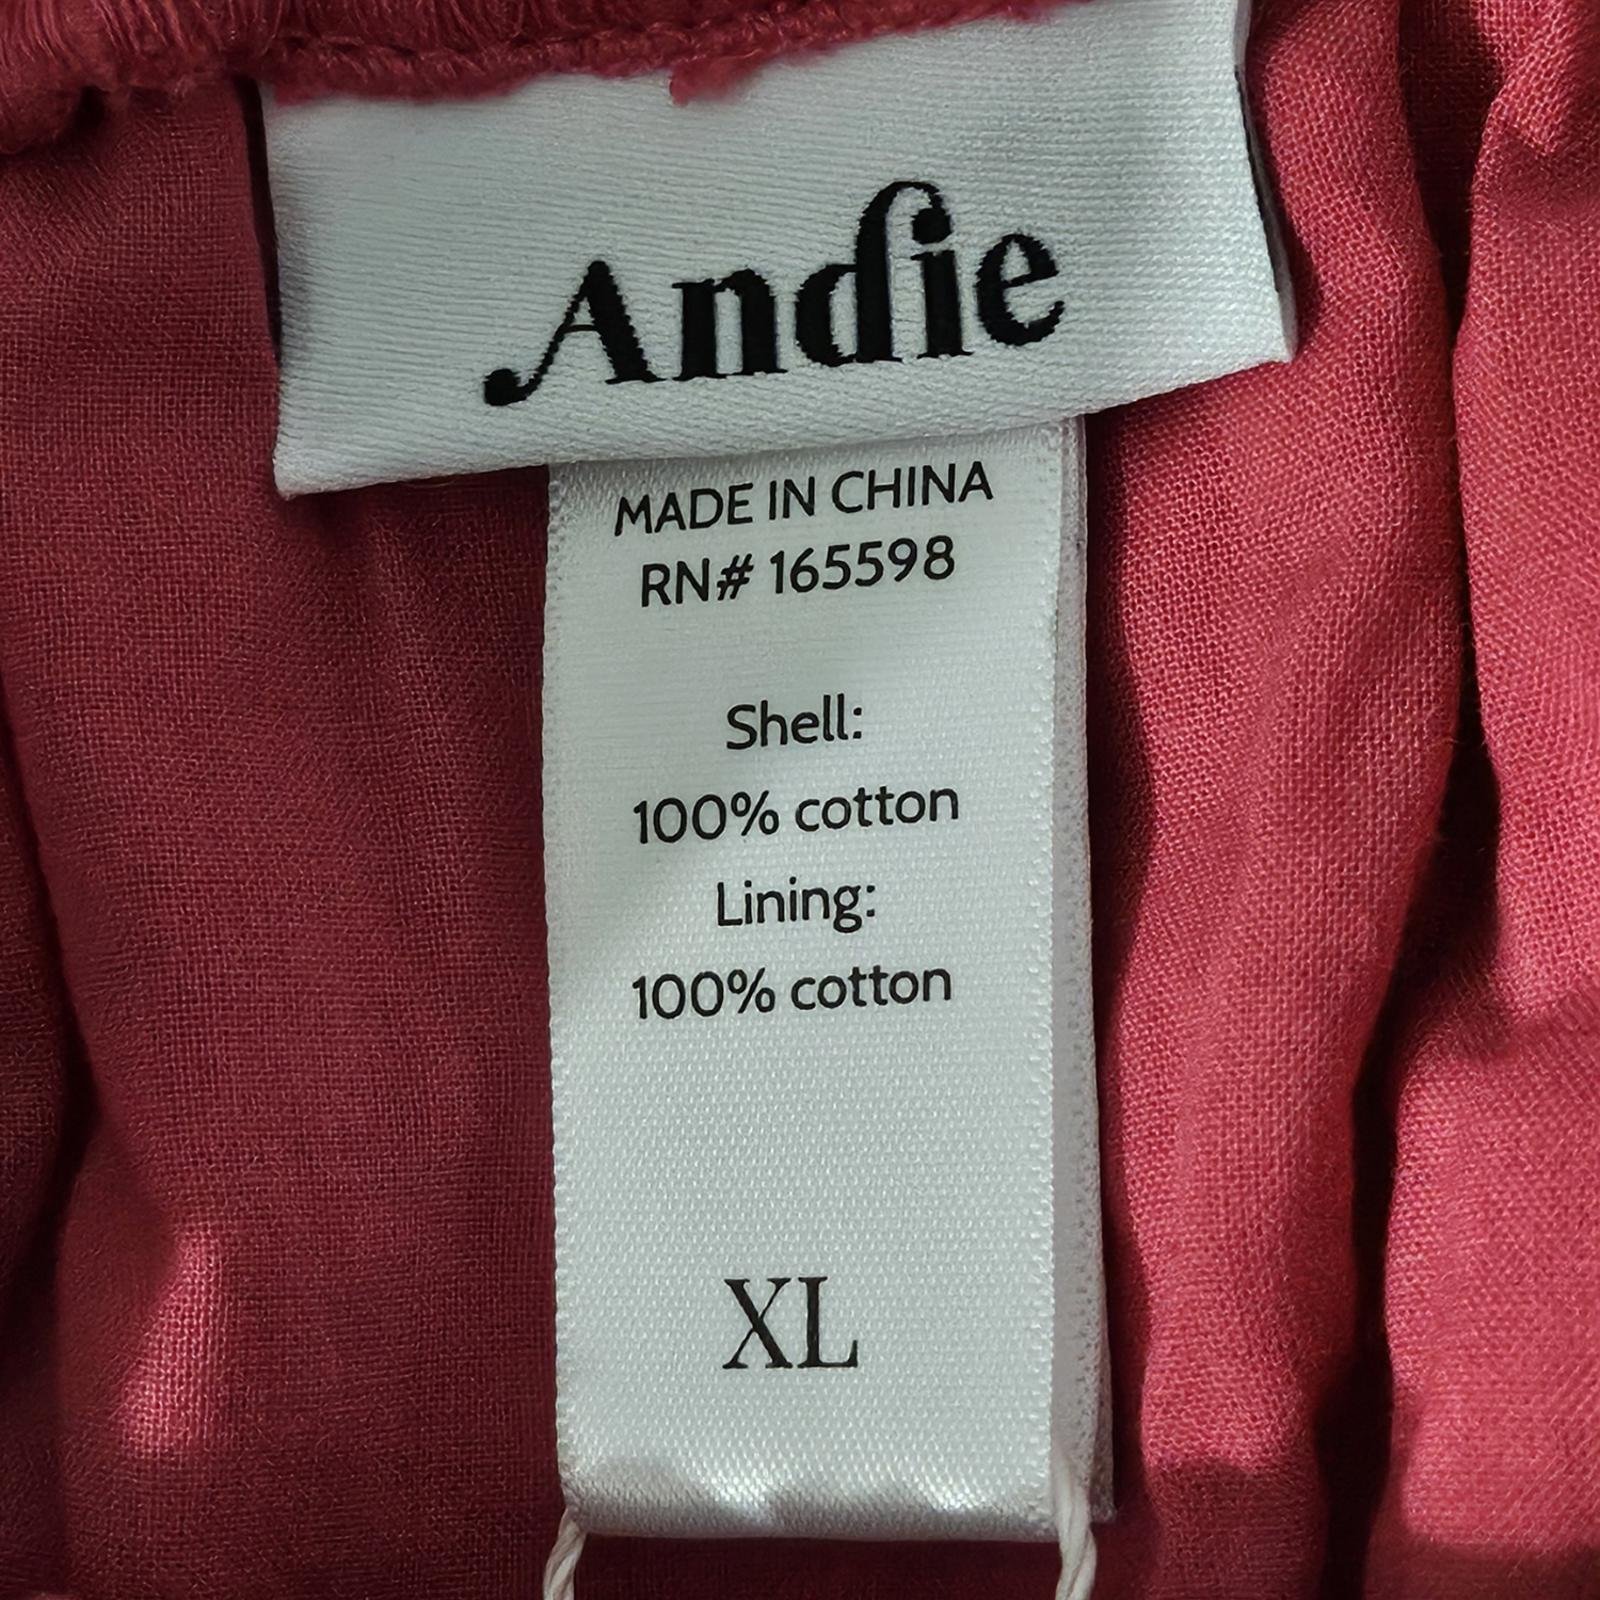 Andie
MADE IN CHINA
RN# 165598
Shell:
100% cotton
Lining:
100% cotton
XL